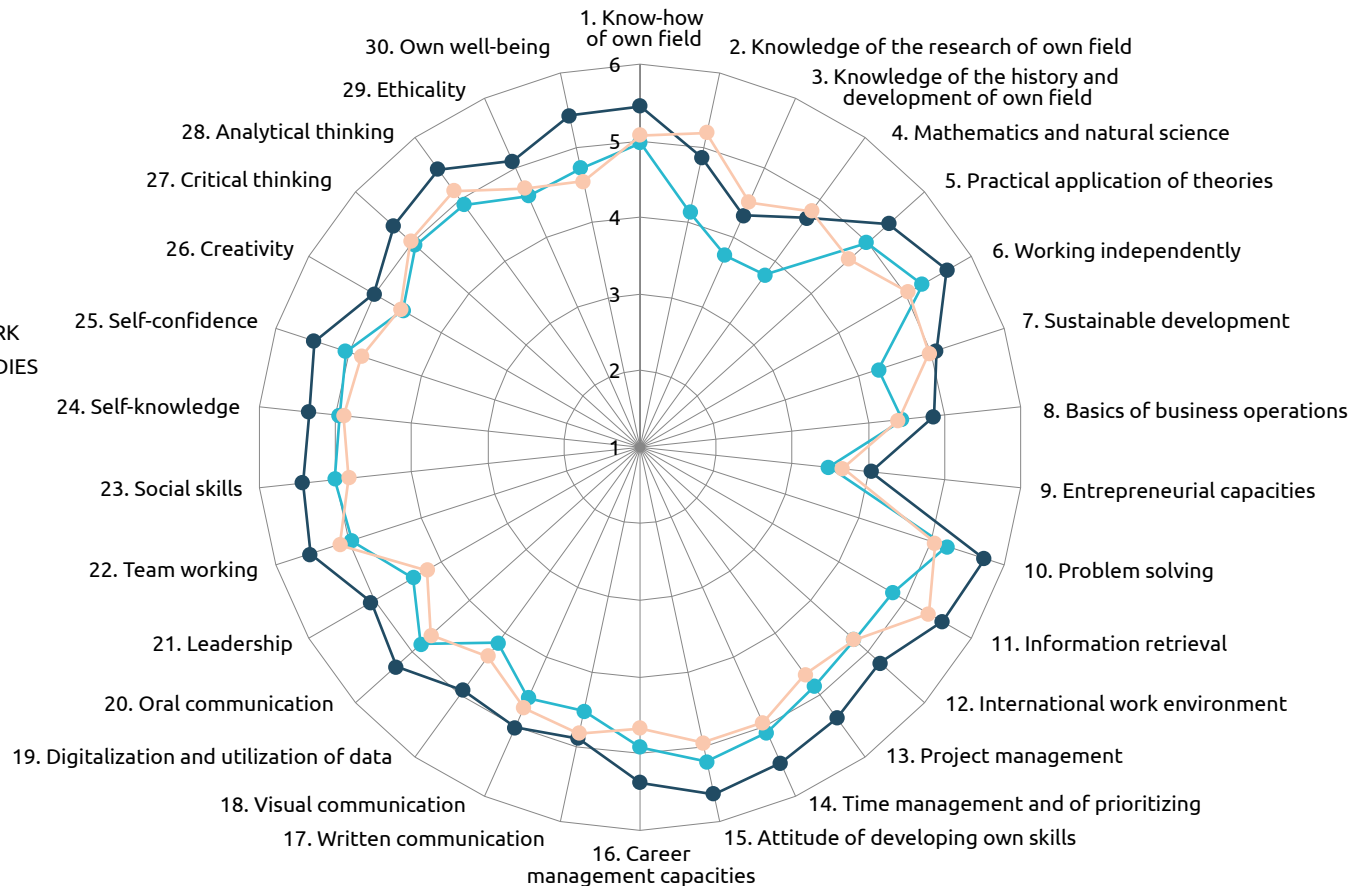 1. Know-how
of own field
2. Knowledge of the research of own field
3. Knowledge of the history and
development of own field
4. Mathematics and natural science
5. Practical application of theories
6. Working independently
7. Sustainable development
8. Basics of business operations
9. Entrepreneurial capacities
10. Problem solving
11. Information retrieval
12. International work environment
13. Project management
14. Time management and of prioritizing
15. Attitude of developing own skills
16. Career
management capacities
17. Written communication
18. Visual communication
19. Digitalization and utilization of data
20. Oral communication
21. Leadership
22. Team working
23. Social skills
24. Self-knowledge
25. Self-confidence
26. Creativity
27. Critical thinking
28. Analytical thinking
29. Ethicality
30. Own well-being
6
5
4
3
2
1
RK
DIES